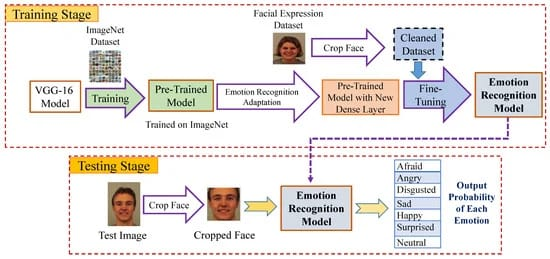 Training Stage
ImageNet
Dataset
Facial Expression
Dataset
Crop Face
Cleaned
Dataset
VGG-16
Model
Training
Pre-Trained
Model
Emotion Recognition
Adaptation
Pre-Trained
Model with New
Dense Layer
Fine-
Tuning
Emotion
Recognition
Model
Trained on ImageNet
Testing Stage
Crop Face
Test Image
Cropped Face
Emotion
Recognition
Model
Afraid
Angry
Disgusted
Sad
Happy
Surprised
Neutral
Output
Probability
of Each
Emotion